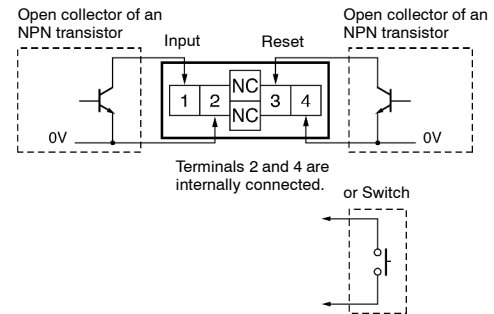 Open collector of an
NPN transistor
Open collector of an
NPN transistor
Input
Reset
NC
1
2
3
4
NC
0V
0V
Terminals 2 and 4 are
internally connected.
or Switch